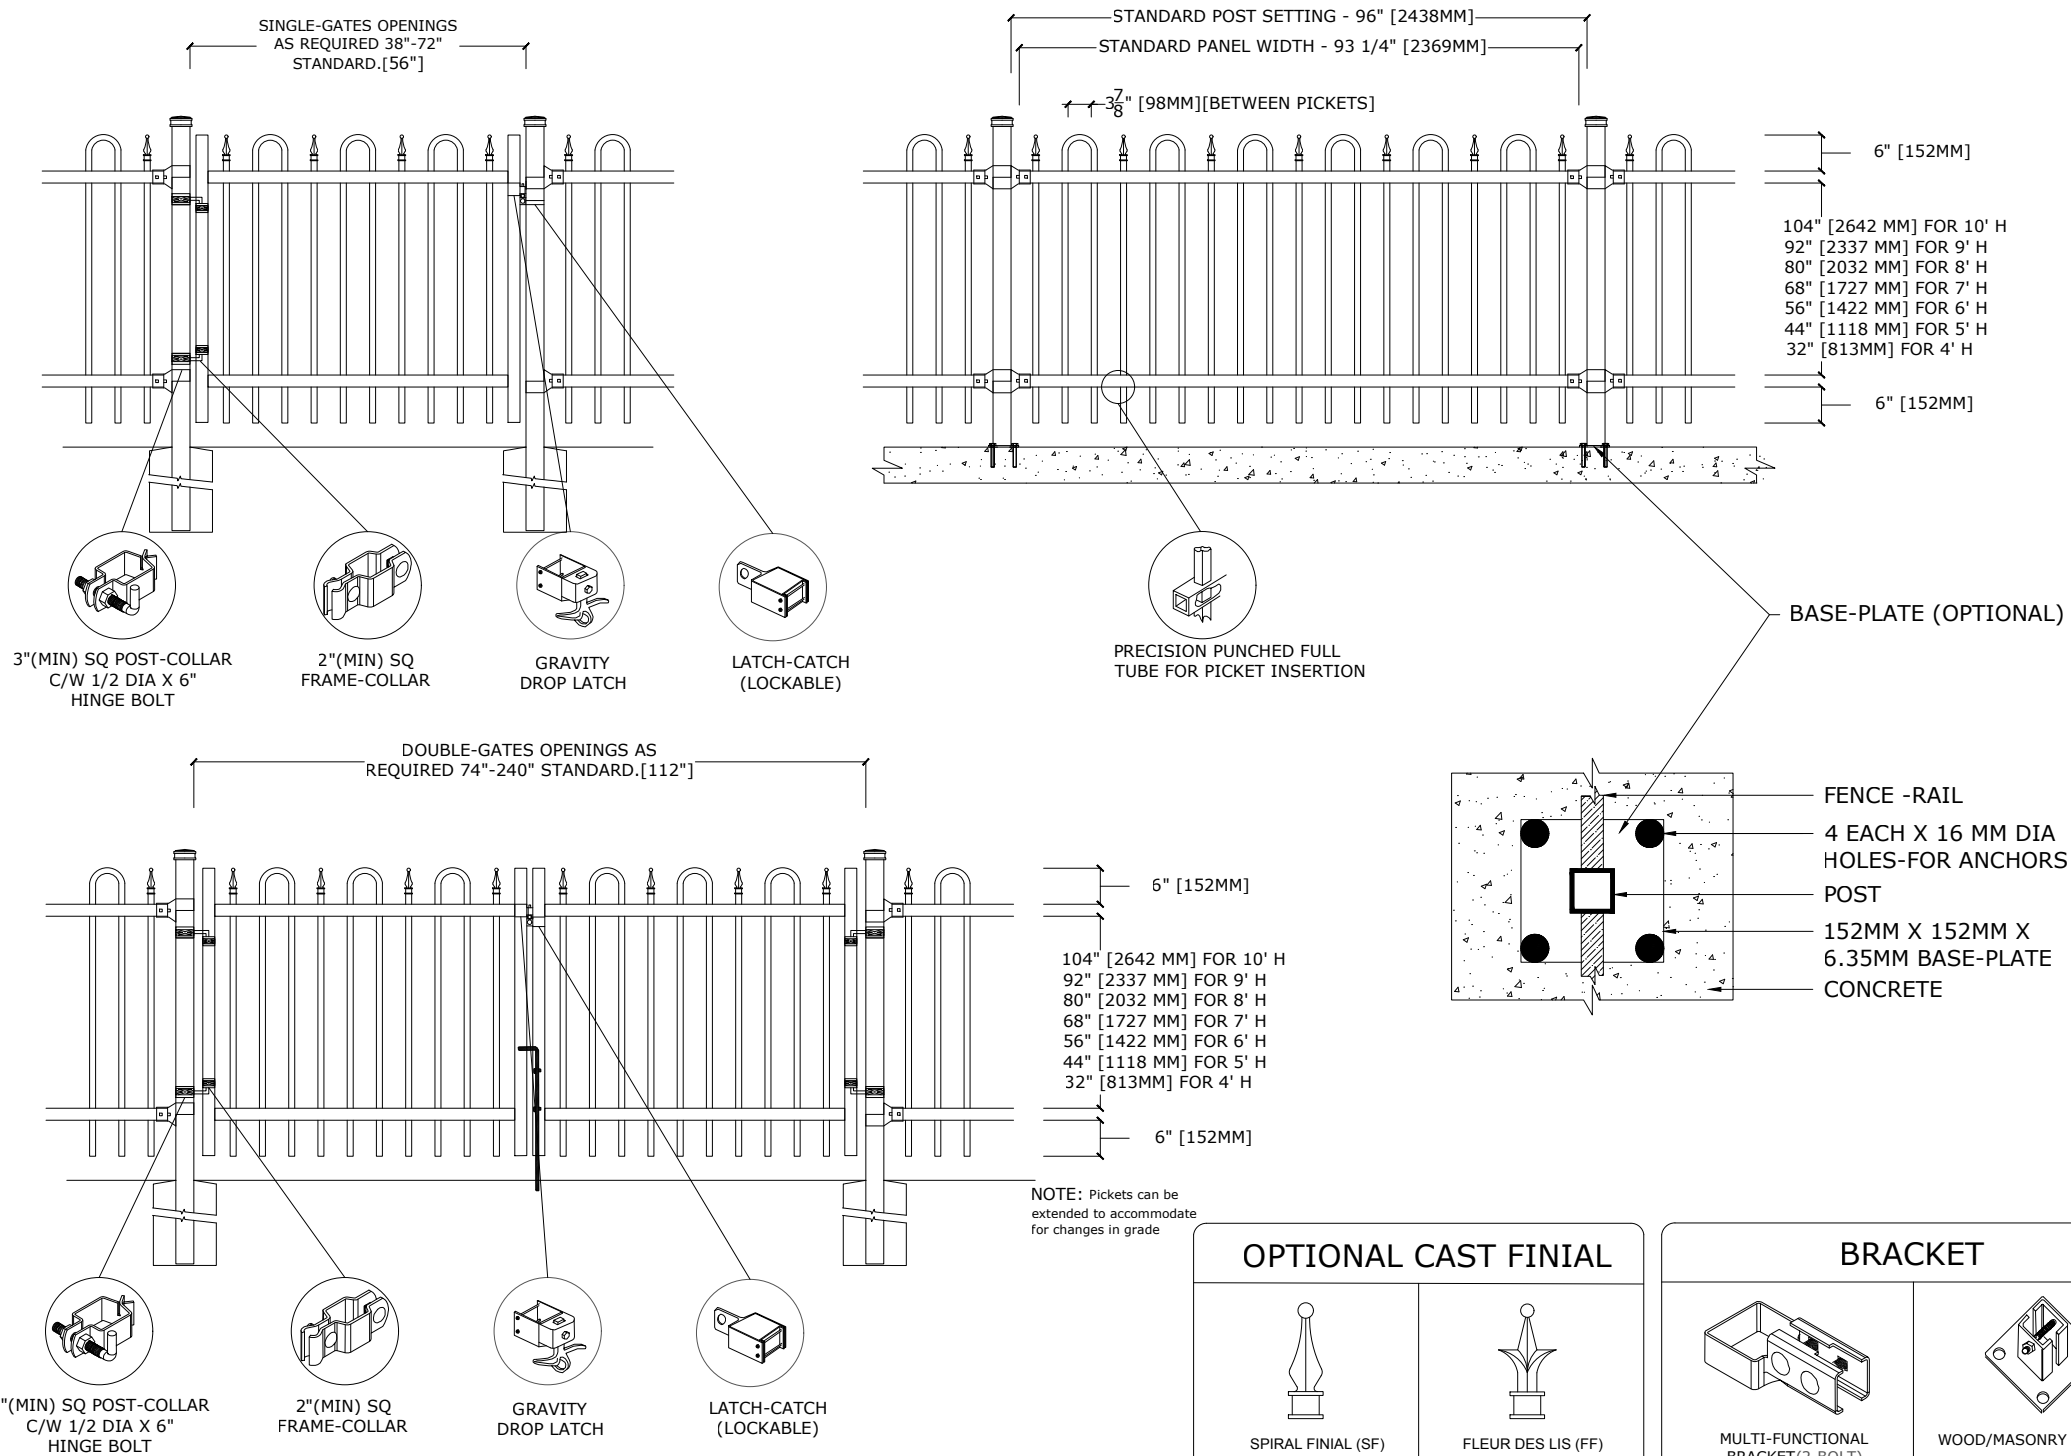 SINGLE-GATES OPENINGS
AS REQUIRED 38"-72"
STANDARD.[56"]
STANDARD POST SETTING - 96" [2438MM]
STANDARD PANEL WIDTH - 93 1/4" [2369MM]
3 7/8" [98MM][BETWEEN PICKETS]
6" [152MM]
104" [2642 MM] FOR 10' H
92" [2337 MM] FOR 9' H
80" [2032 MM] FOR 8' H
68" [1727 MM] FOR 7' H
56" [1422 MM] FOR 6' H
44" [1118 MM] FOR 5' H
32" [813MM] FOR 4' H
6" [152MM]
3"(MIN) SQ POST-COLLAR
C/W 1/2 DIA X 6"
HINGE BOLT
2"(MIN) SQ
FRAME-COLLAR
GRAVITY
DROP LATCH
LATCH-CATCH
(LOCKABLE)
PRECISION PUNCHED FULL
TUBE FOR PICKET INSERTION
BASE-PLATE (OPTIONAL)
FENCE -RAIL
4 EACH X 16 MM DIA
HOLES-FOR ANCHORS
POST
152MM X 152MM X
6.35MM BASE-PLATE
CONCRETE
DOUBLE-GATES OPENINGS AS
REQUIRED 74"-240" STANDARD.[112"]
6" [152MM]
104" [2642 MM] FOR 10' H
92" [2337 MM] FOR 9' H
80" [2032 MM] FOR 8' H
68" [1727 MM] FOR 7' H
56" [1422 MM] FOR 6' H
44" [1118 MM] FOR 5' H
32" [813MM] FOR 4' H
6" [152MM]
NOTE: Pickets can be
extended to accommodate
for changes in grade
"(MIN) SQ POST-COLLAR
C/W 1/2 DIA X 6"
HINGE BOLT
2"(MIN) SQ
FRAME-COLLAR
GRAVITY
DROP LATCH
LATCH-CATCH
(LOCKABLE)
OPTIONAL CAST FINIAL
SPIRAL FINIAL (SF)
FLEUR DES LIS (FF)
BRACKET
MULTI-FUNCTIONAL
BRACKET(2-BOLT)
WOOD/MASONRY